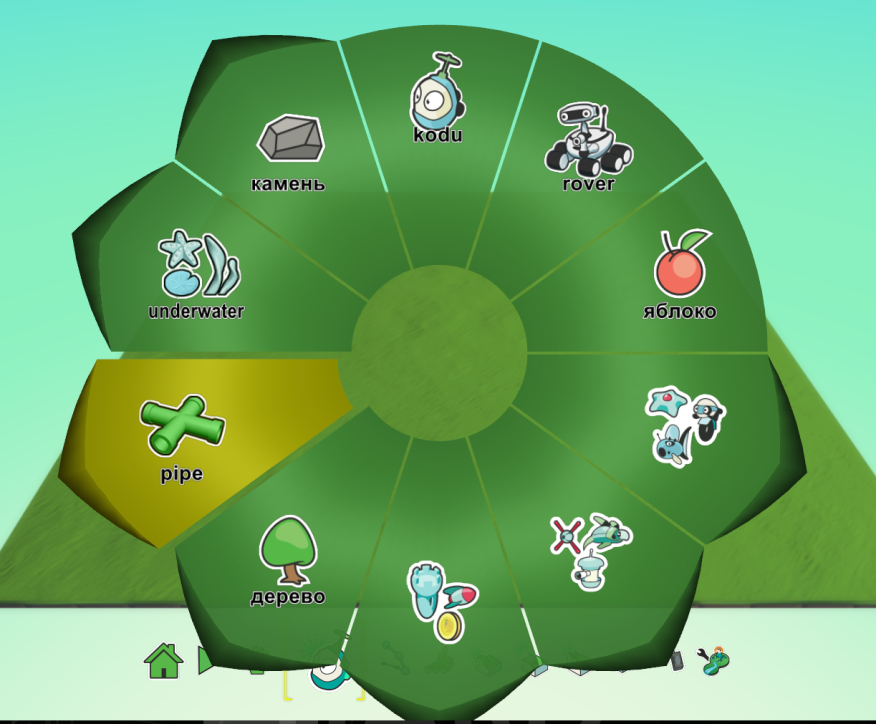 kodu
камень
rover
underwater
яблоко
pipe
дерево